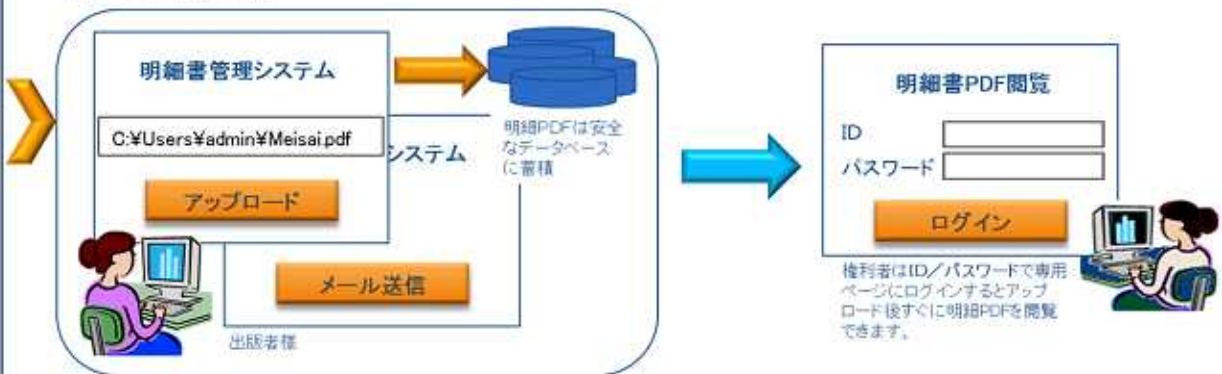 明細書管理システム
C:¥Users¥admin¥Meisai.pdf
システム
アップロード
メール送信
出版者様
明細PDFは安全
なデータベース
に蓄積
明細書PDF閲覧
ID
パスワード
ログイン
権利者はID／パスワードで専用
ページにログインするとアップ
ロード後すぐに明細PDFを閲覧
できます。